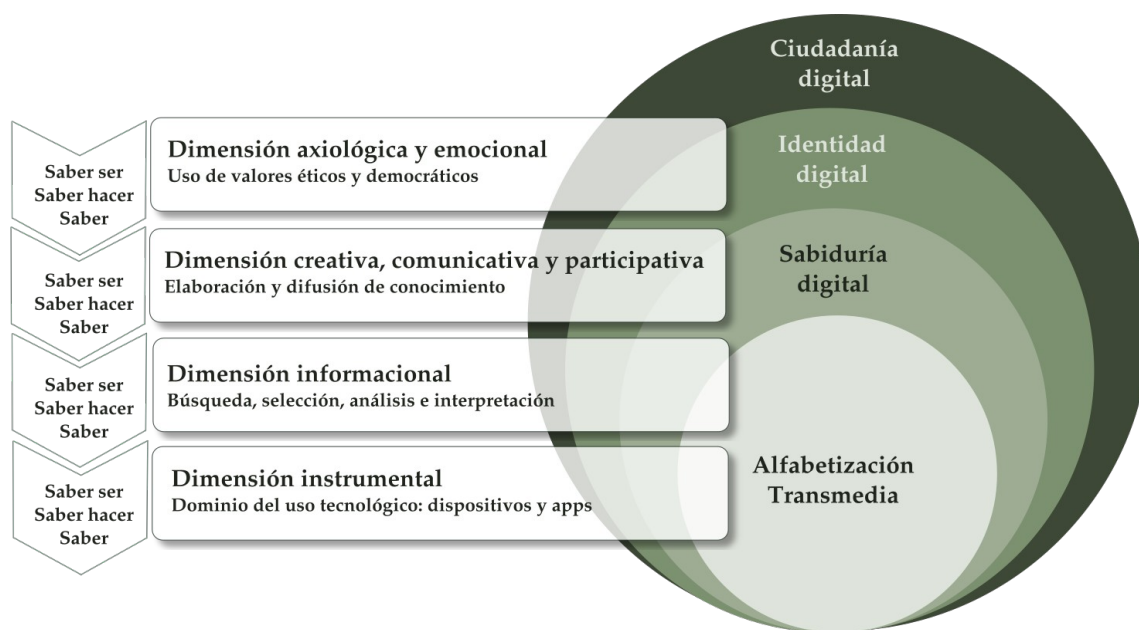 Ciudadanía
digital
Identidad
digital
Sabiduría
digital
Alfabetización
Transmedia
Saber ser
Saber hacer
Saber
Dimensión axiológica y emocional
Uso de valores éticos y democráticos
Saber ser
Saber hacer
Saber
Dimensión creativa, comunicativa y participativa
Elaboración y difusión de conocimiento
Saber ser
Saber hacer
Saber
Dimensión informacional
Búsqueda, selección, análisis e interpretación
Saber ser
Saber hacer
Saber
Dimensión instrumental
Dominio del uso tecnológico: dispositivos y apps